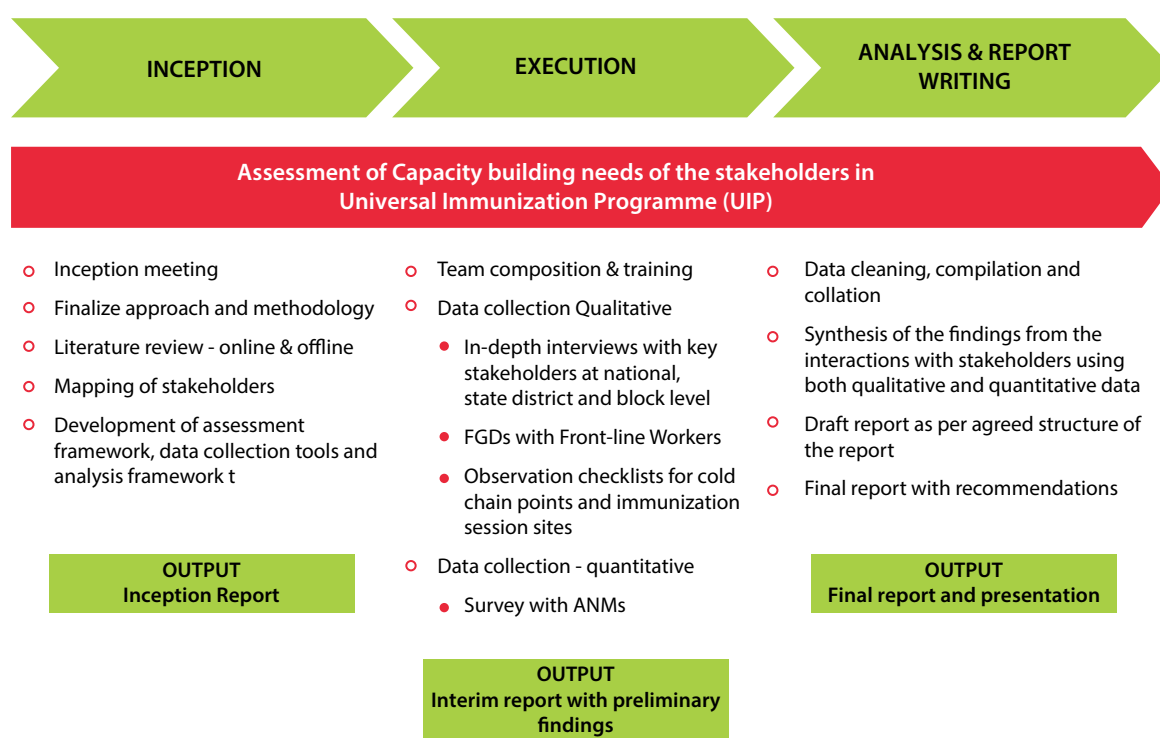 INCEPTION
EXECUTION
ANALYSIS & REPORT
WRITING
Assessment of Capacity building needs of the stakeholders in
Universal Immunization Programme (UIP)
Inception meeting
Finalize approach and methodology
Literature review - online & offline
Mapping of stakeholders
Development of assessment
framework, data collection tools and
analysis framework t
OUTPUT
Inception Report
Team composition & training
Data collection Qualitative
In-depth interviews with key
stakeholders at national,
state district and block level
FGDs with Front-line Workers
Observation checklists for cold
chain points and immunization
session sites
Data collection - quantitative
Survey with ANMs
OUTPUT
Interim report with preliminary
findings
Data cleaning, compilation and
collation
Synthesis of the findings from the
interactions with stakeholders using
both qualitative and quantitative data
Draft report as per agreed structure of
the report
Final report with recommendations
OUTPUT
Final report and presentation